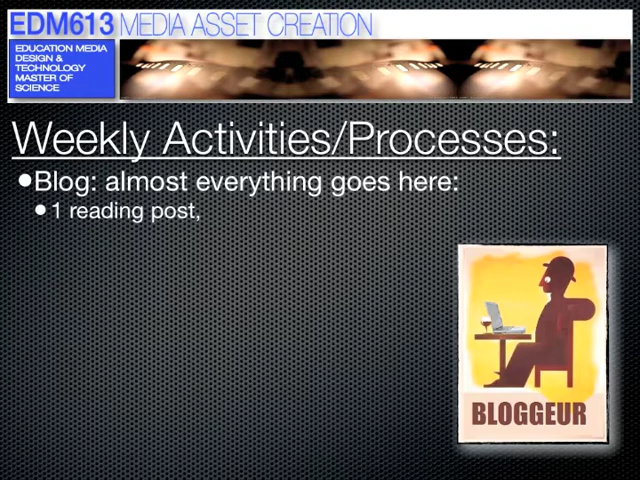 EDM613 MEDIA ASSET CREATION
EDUCATION MEDIA
DESIGN &
TECHNOLOGY
MASTER OF
SCIENCE
Weekly Activities/Processes:
•Blog: almost everything goes here:
•1 reading post,
BLOGGEUR